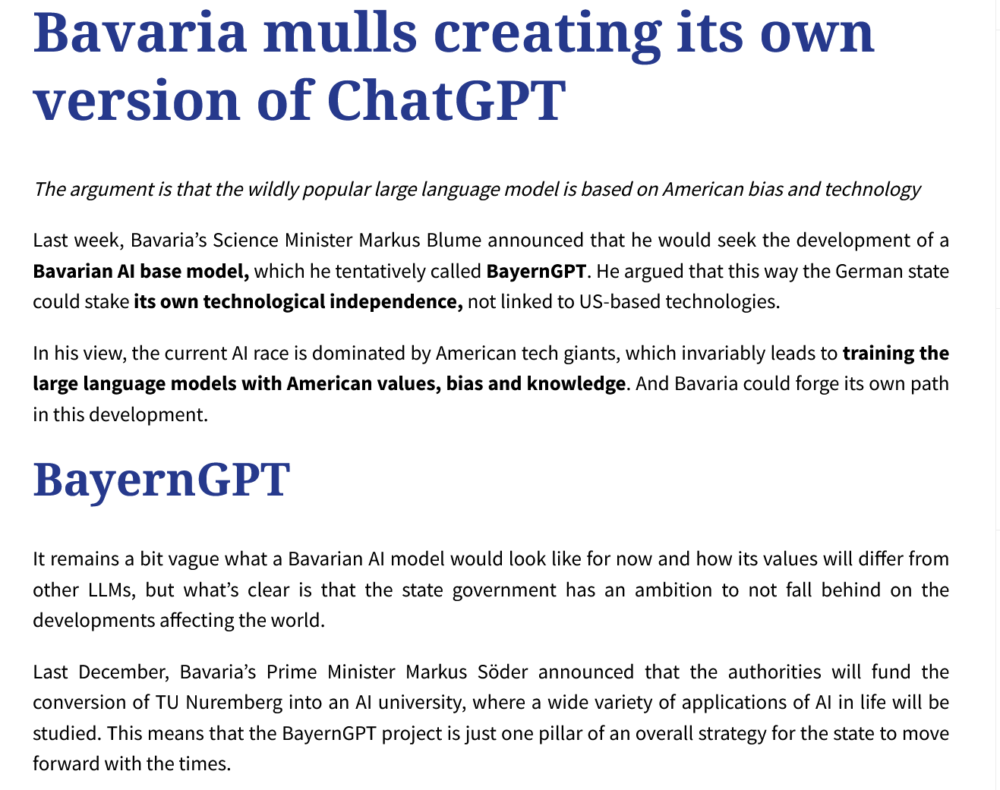 Bavaria mulls creating its own
version of ChatGPT
The argument is that the wildly popular large language model is based on American bias and technology
Last week, Bavaria’s Science Minister Markus Blume announced that he would seek the development of a
Bavarian AI base model, which he tentatively called BayernGPT. He argued that this way the German state
could stake its own technological independence, not linked to US-based technologies.
In his view, the current AI race is dominated by American tech giants, which invariably leads to training the
large language models with American values, bias and knowledge. And Bavaria could forge its own path
in this development.
BayernGPT
It remains a bit vague what a Bavarian AI model would look like for now and how its values will differ from
other LLMs, but what’s clear is that the state government has an ambition to not fall behind on the
developments affecting the world.
Last December, Bavaria’s Prime Minister Markus Söder announced that the authorities will fund the
conversion of TU Nuremberg into an AI university, where a wide variety of applications of AI in life will be
studied. This means that the BayernGPT project is just one pillar of an overall strategy for the state to move
forward with the times.